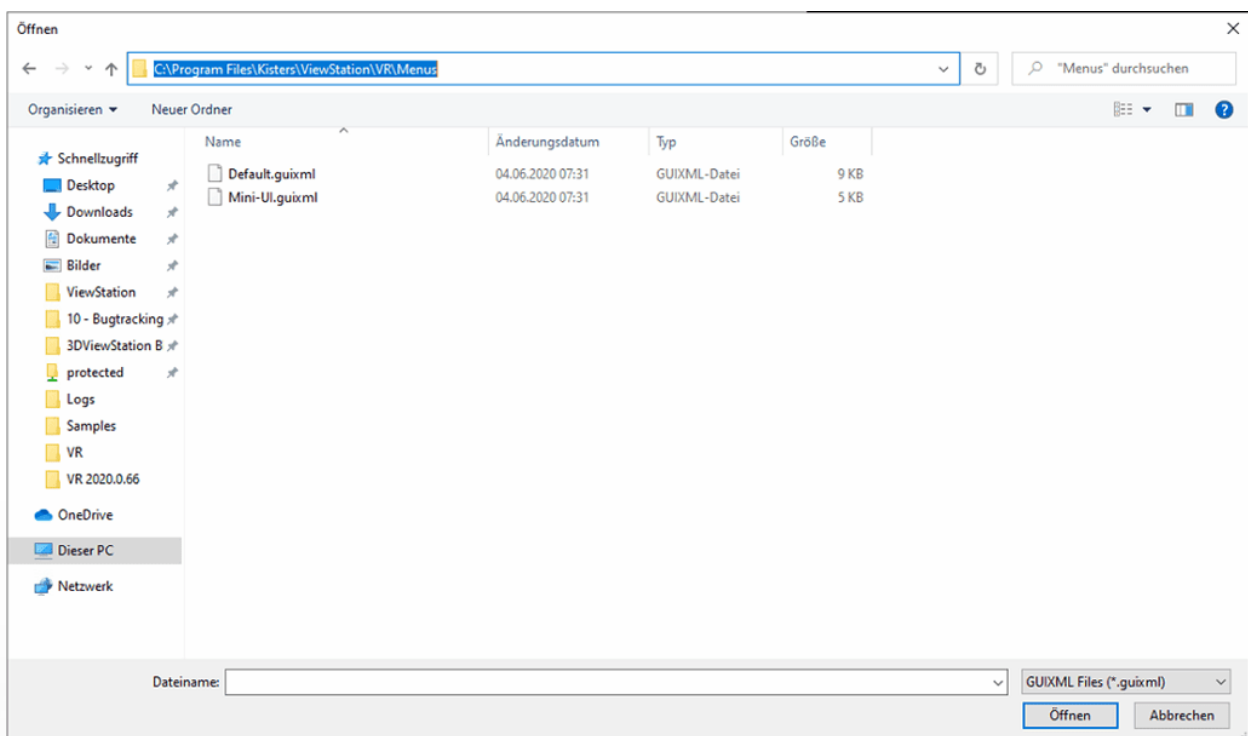 Öffnen
C:\Program Files\Kisters\ViewStation\VR\Menus
"Menus" durchsuchen
Organisieren
Neuer Ordner
Name
Änderungsdatum
Typ
Größe
Default.guixml
04.06.2020 07:31
GUIXML-Datei
9 KB
Mini-UI.guixml
04.06.2020 07:31
GUIXML-Datei
5 KB
Schnellzugriff
Desktop
Downloads
Dokumente
Bilder
ViewStation
10 - Bugtracking
3DViewStation B
protected
Logs
Samples
VR
VR 2020.0.66
OneDrive
Dieser PC
Netzwerk
Dateiname:
GUIXML Files (*.guixml)
Öffnen
Abbrechen